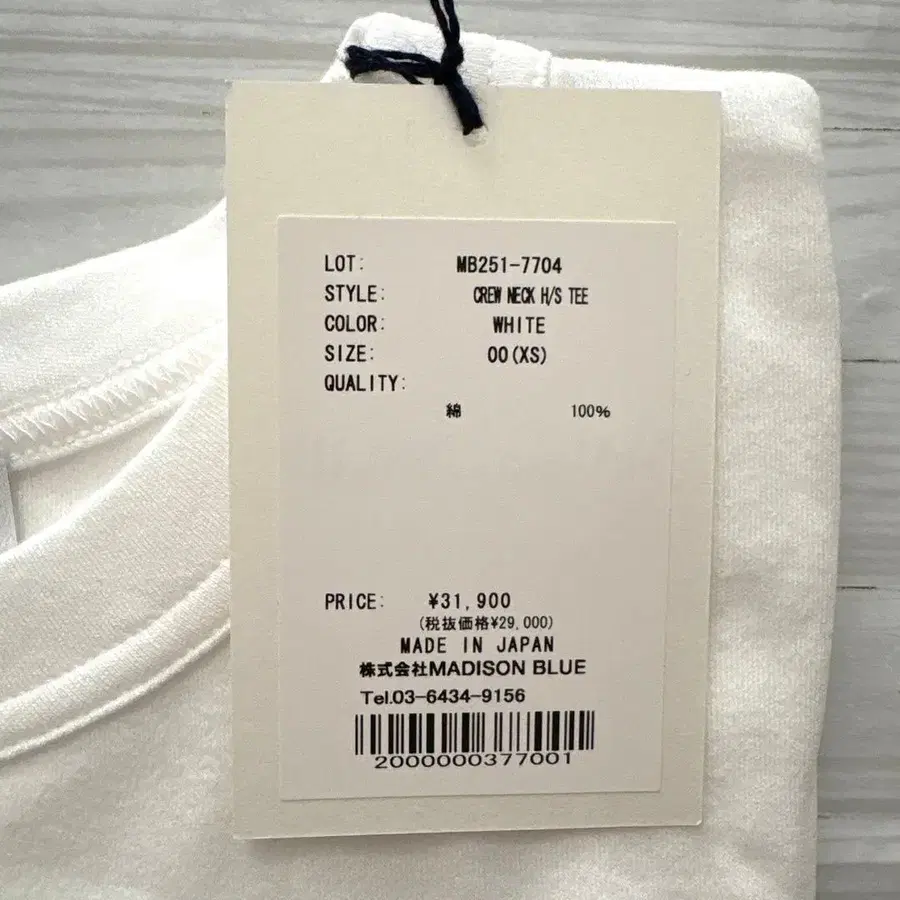 LOT: MB251-7704
STYLE: CREW NECK H/S TEE
COLOR: WHITE
SIZE: 00(XS)
QUALITY:
綿 100%
PRICE: ¥31,900
(税抜価格¥29,000)
MADE IN JAPAN
株式会社MADISON BLUE
Tel.03-6434-9156
2000000377001